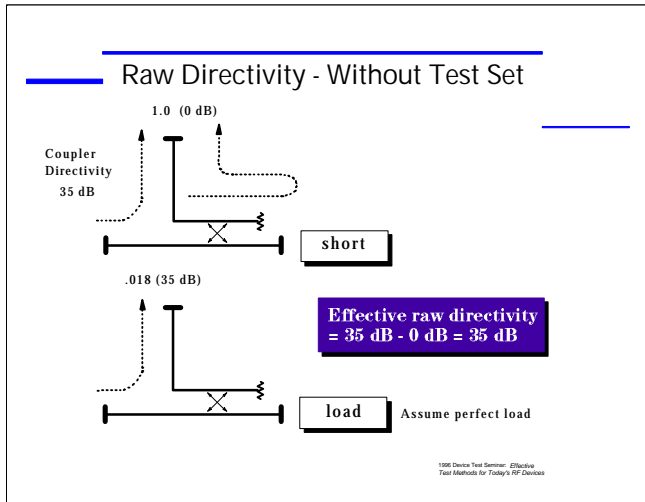 Raw Directivity - Without Test Set
1.0 (0 dB)
Coupler
Directivity
35 dB
short
.018 (35 dB)
Effective raw directivity
= 35 dB - 0 dB = 35 dB
load
Assume perfect load
1996 Device Test Seminar: Effective
Test Methods for Today's RF Devices